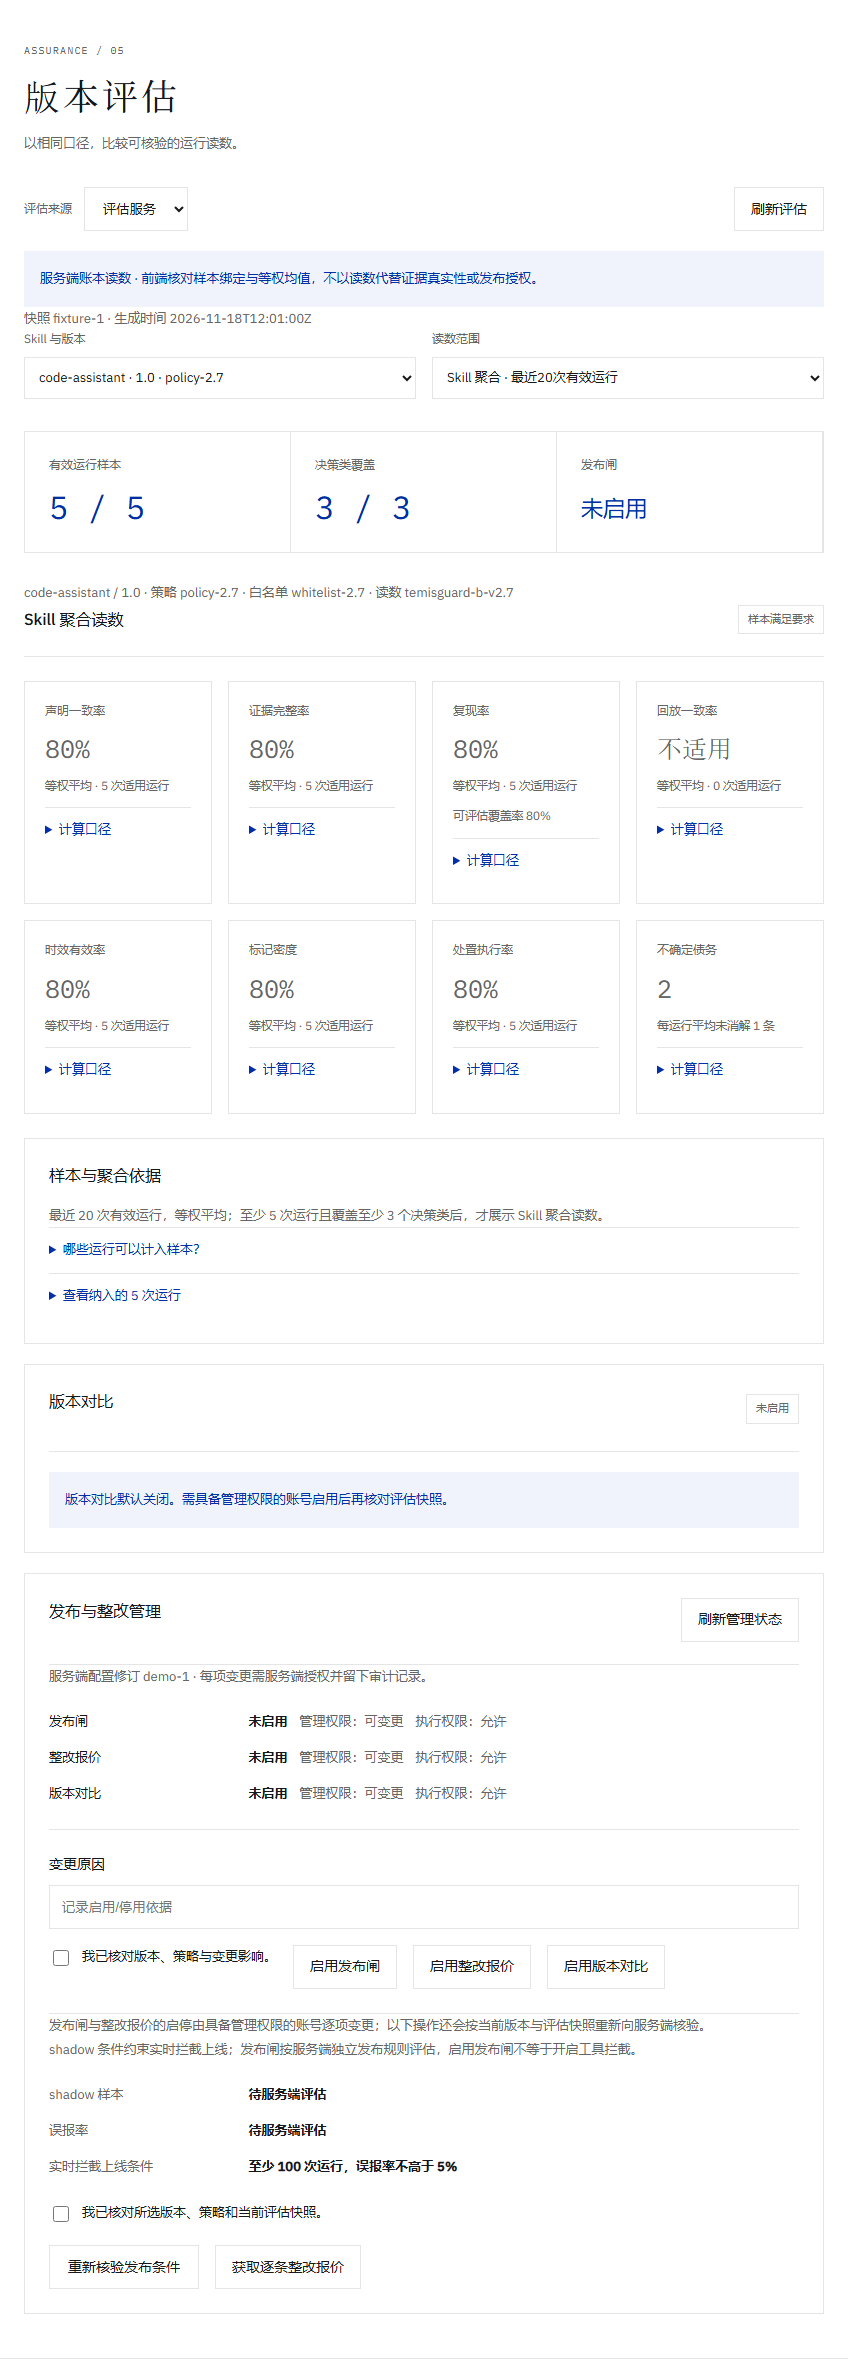 ASSURANCE / 05
版本评估
以相同口径，比较可核验的运行读数。
评估来源 评估服务 刷新评估
服务端账本读数 · 前端核对样本绑定与等权均值，不以读数代替证据真实性或发布授权。
快照 fixture-1 · 生成时间 2026-11-18T12:01:00Z
Skill 与版本 读数范围
code-assistant · 1.0 · policy-2.7 Skill 聚合 · 最近20次有效运行
有效运行样本 决策类覆盖 发布闸
5 / 5 3 / 3 未启用
code-assistant / 1.0 · 策略 policy-2.7 · 白名单 whitelist-2.7 · 读数 temisguard-b-v2.7
Skill 聚合读数 样本满足要求
声明一致率 证据完整率 复现率 回放一致率
80% 80% 80% 不适用
等权平均 · 5 次适用运行 等权平均 · 5 次适用运行 等权平均 · 5 次适用运行 等权平均 · 0 次适用运行
可评估覆盖率 80%
计算口径 计算口径 计算口径 计算口径
时效有效率 标记密度 处置执行率 不确定债务
80% 80% 80% 2
等权平均 · 5 次适用运行 等权平均 · 5 次适用运行 等权平均 · 5 次适用运行 每运行平均未消解 1 条
计算口径 计算口径 计算口径 计算口径
样本与聚合依据
最近 20 次有效运行，等权平均；至少 5 次运行且覆盖至少 3 个决策类后，才展示 Skill 聚合读数。
哪些运行可以计入样本？
查看纳入的 5 次运行
版本对比 未启用
版本对比默认关闭。需具备管理权限的账号启用后再核对评估快照。
发布与整改管理 刷新管理状态
服务端配置修订 demo-1 · 每项变更需服务端授权并留下审计记录。
发布闸 未启用 管理权限：可变更 执行权限：允许
整改报价 未启用 管理权限：可变更 执行权限：允许
版本对比 未启用 管理权限：可变更 执行权限：允许
变更原因
记录启用/停用依据
我已核对版本、策略与变更影响。 启用发布闸 启用整改报价 启用版本对比
发布闸与整改报价的启停由具备管理权限的账号逐项变更；以下操作还会按当前版本与评估快照重新向服务端核验。
shadow 条件约束实时拦截上线；发布闸按服务端独立发布规则评估，启用发布闸不等于开启工具拦截。
shadow 样本 待服务端评估
误报率 待服务端评估
实时拦截上线条件 至少 100 次运行，误报率不高于 5%
我已核对所选版本、策略和当前评估快照。
重新核验发布条件 获取逐条整改报价